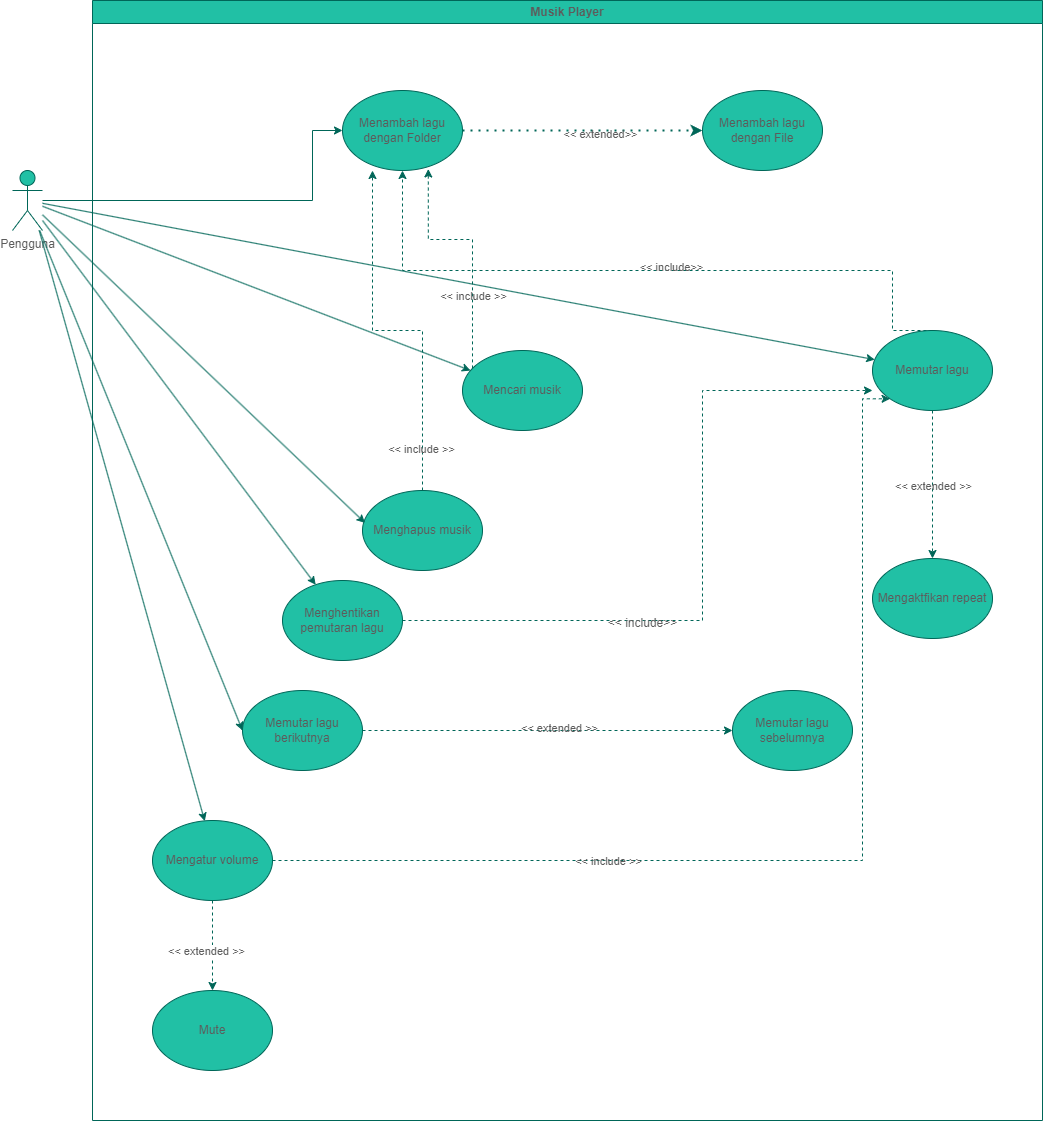 Musik Player
Menambah lagu
dengan Folder
<< extended>>
Menambah lagu
dengan File
Pengguna
<< include>>
<< include >>
Memutar lagu
Mencari musik
<< include >>
<< extended >>
Menghapus musik
Mengaktfikan repeat
Menghentikan
pemutaran lagu
<< include>>
Memutar lagu
berikutnya
<< extended >>
Memutar lagu
sebelumnya
Mengatur volume
<< include >>
<< extended >>
Mute